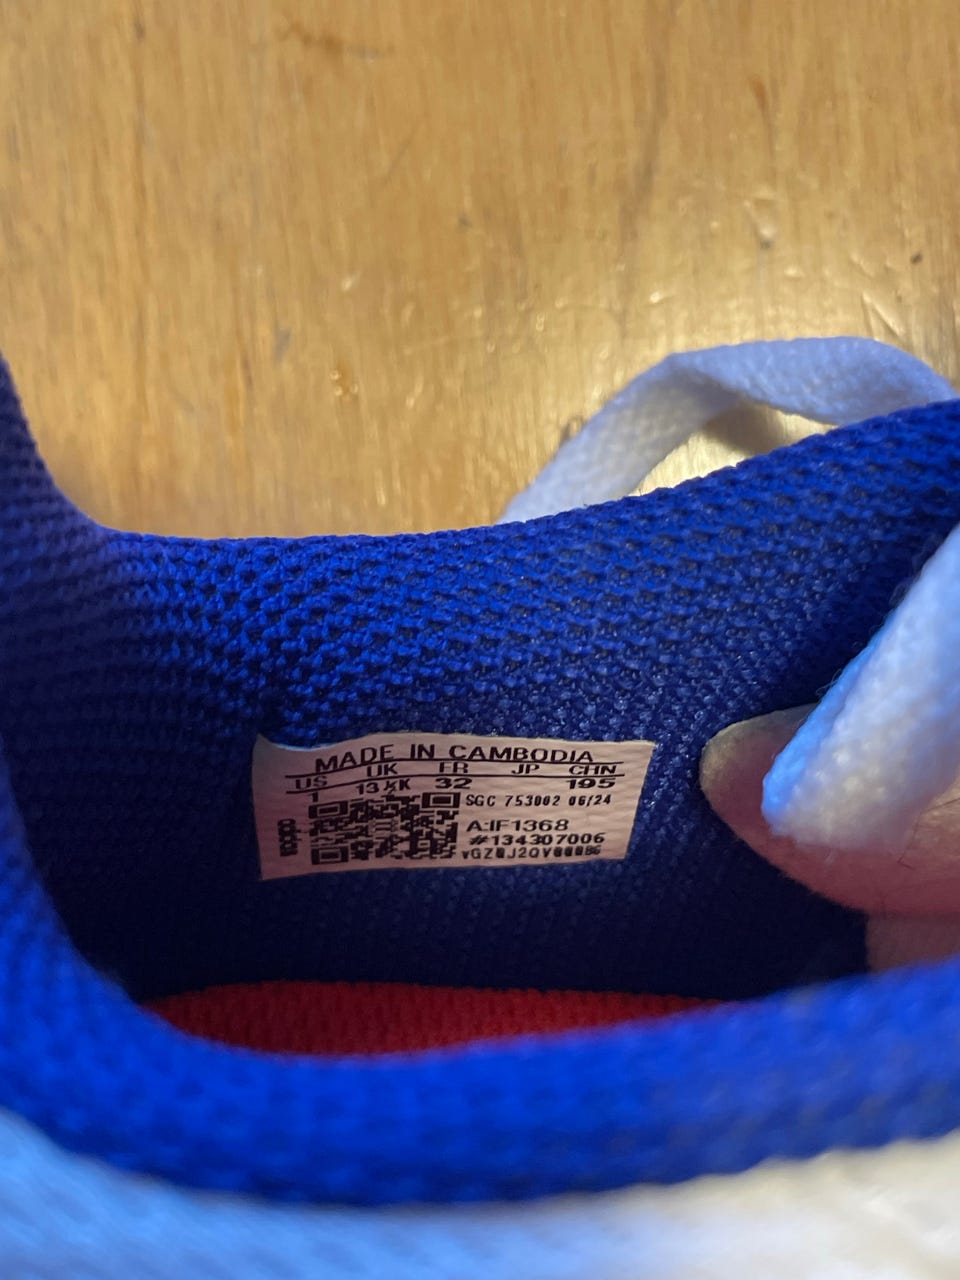 MADE IN CAMBODIA
US UK FR JP CHN
1 13½K 32 195
SGC 753002 06/24
A:IF1368
#134307006
adidas